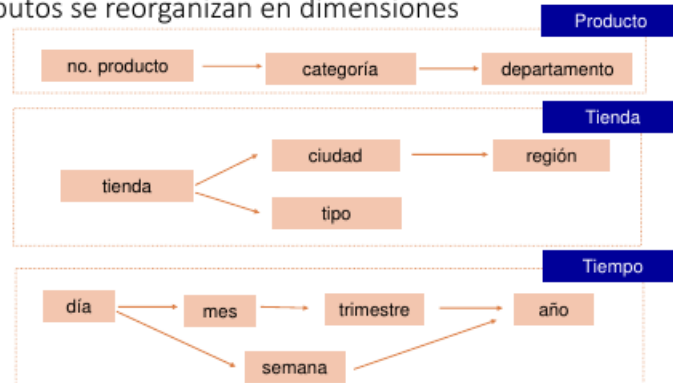 se reorganizan en dimensiones
Producto
no. producto
categoría
departamento
Tienda
ciudad
región
tienda
tipo
Tiempo
día
mes
trimestre
año
semana